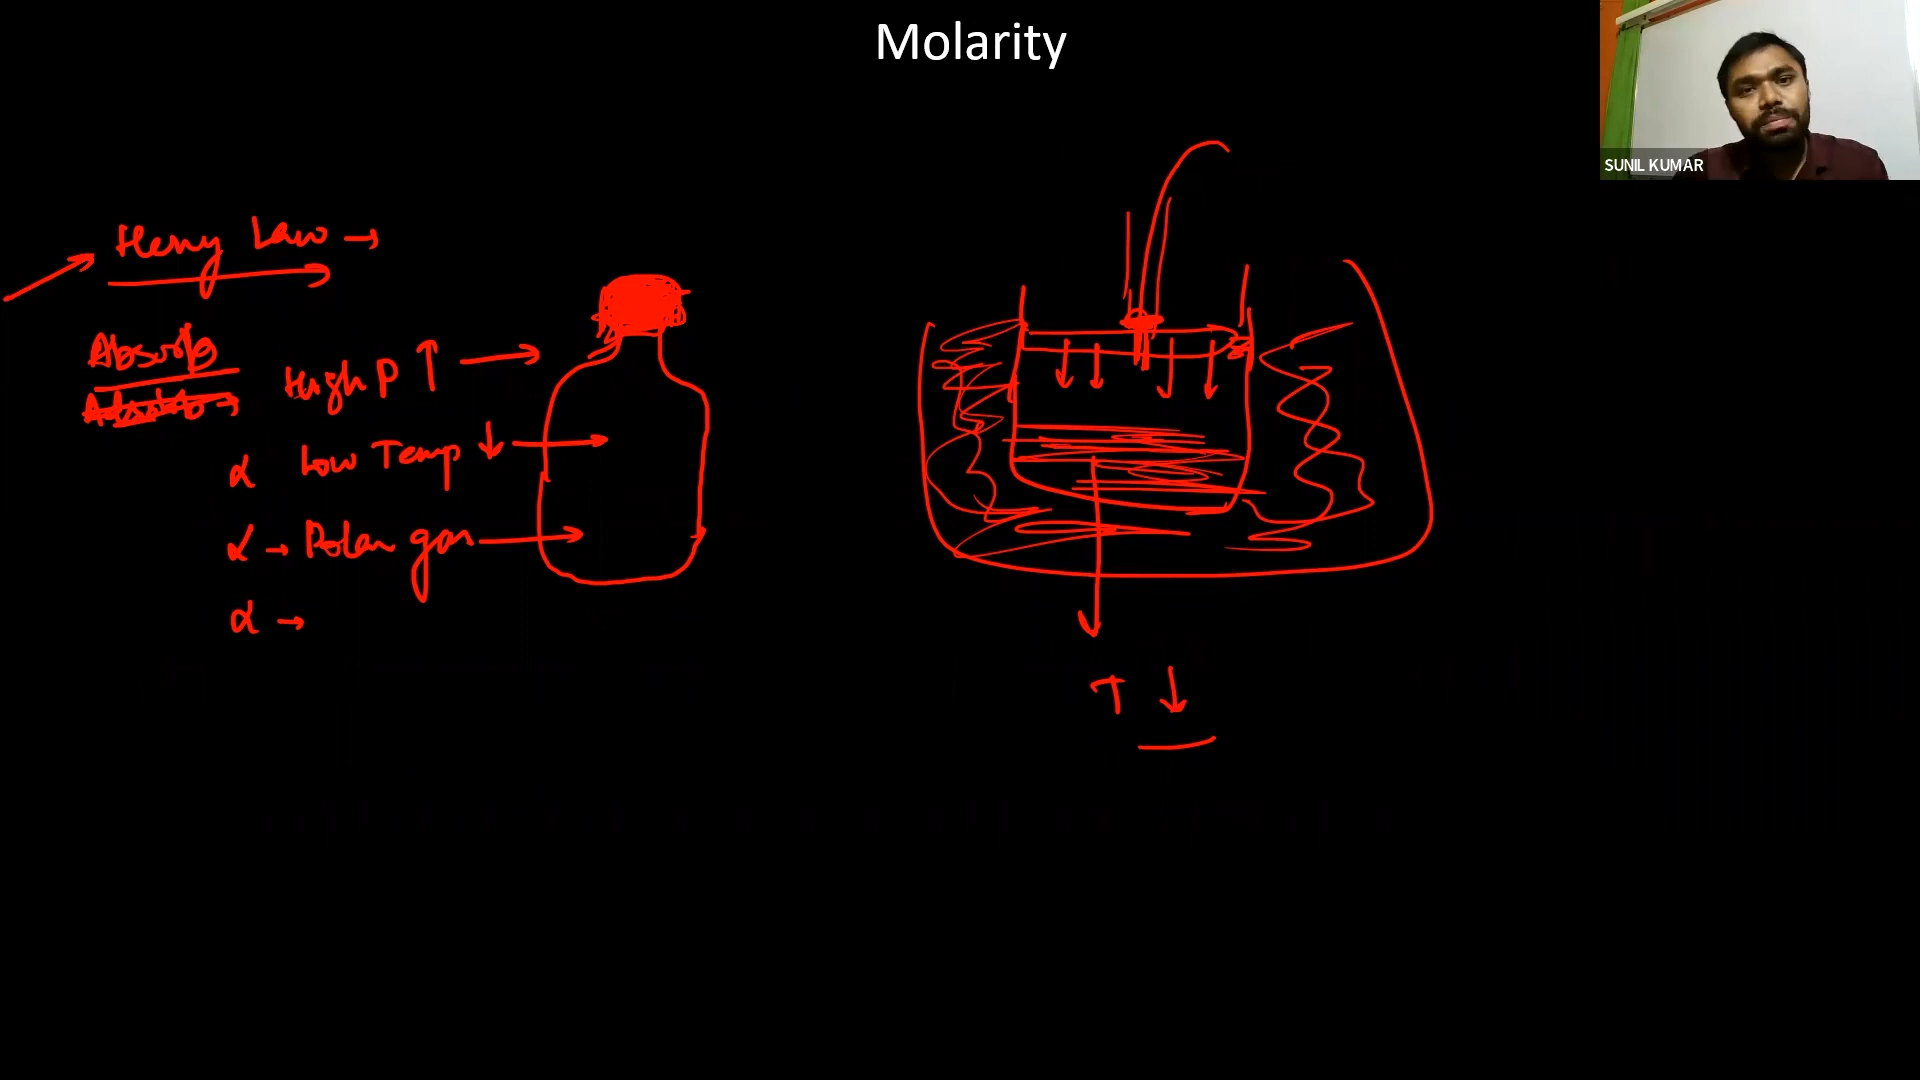 Molarity
SUNIL KUMAR
Henry Law →
Absorb
High P ↑ →
α Low Temp ↓ →
α → Polar gas →
α →
T ↓